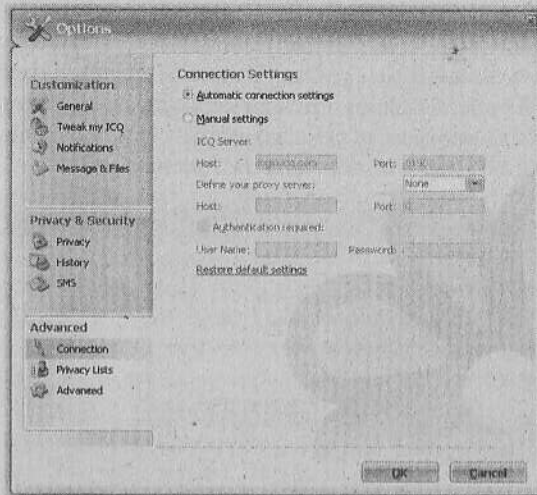 Options
Customization
General
Tweak my ICQ
Notifications
Message & Files
Privacy & Security
Privacy
History
SMS
Advanced
Connection
Privacy Lists
Advanced
Connection Settings
Automatic connection settings
Manual settings
ICQ Server:
Host: Port:
Define your proxy server: None
Host: Port:
Authentication required:
User Name: Password:
Restore default settings
OK Cancel